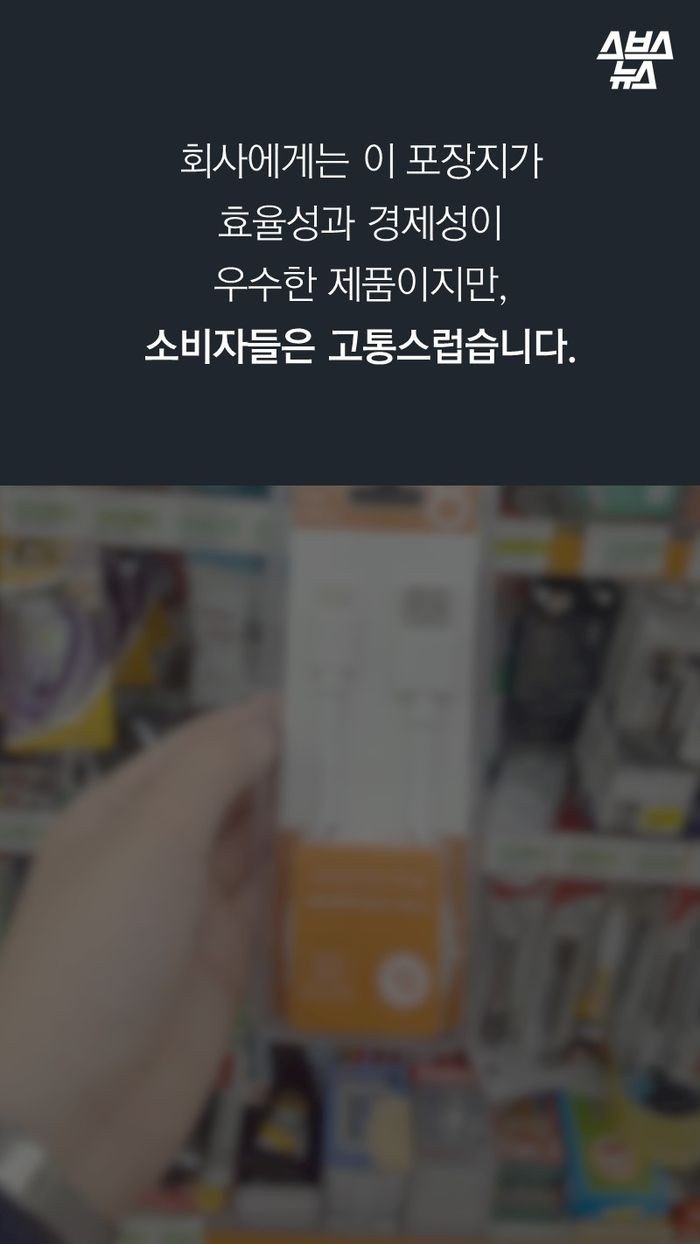 스브스
뉴스
회사에게는 이 포장지가
효율성과 경제성이
우수한 제품이지만,
소비자들은 고통스럽습니다.